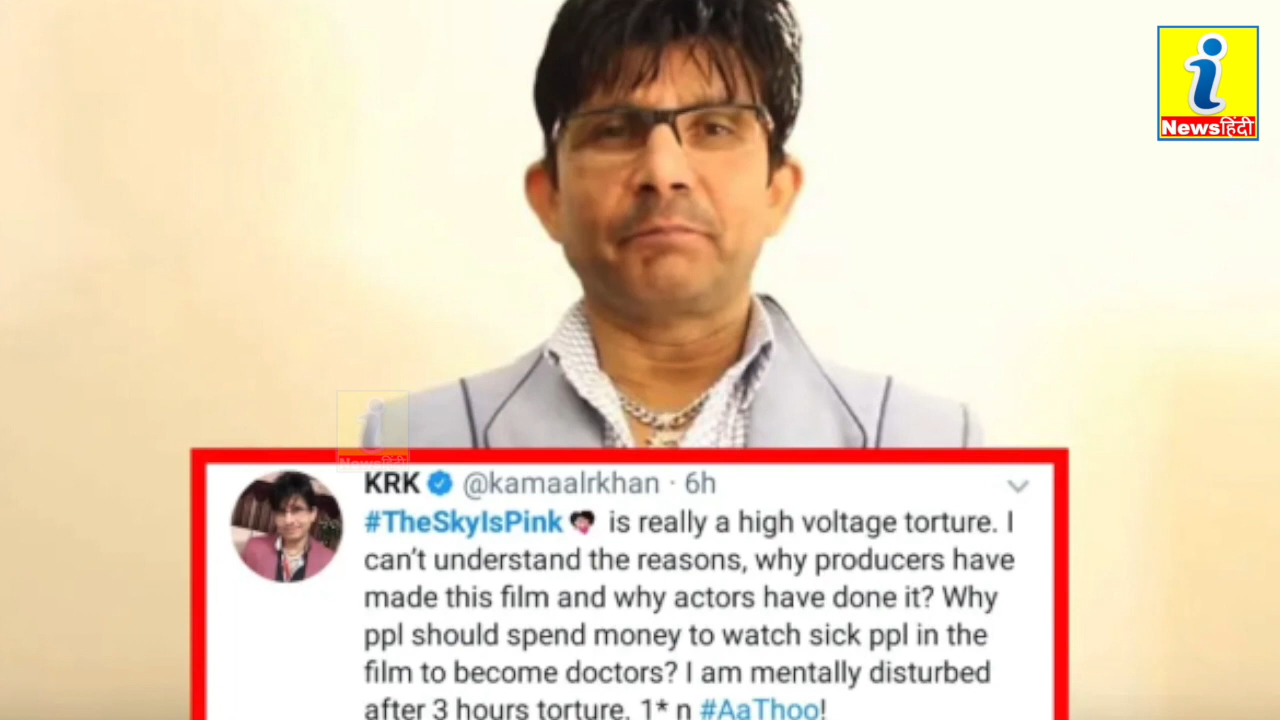 i
Newsहिंदी
i
Newsहिंदी
KRK @kamaalrkhan · 6h
#TheSkyIsPink is really a high voltage torture. I
can't understand the reasons, why producers have
made this film and why actors have done it? Why
ppl should spend money to watch sick ppl in the
film to become doctors? I am mentally disturbed
after 3 hours torture. 1* n #AaThoo!